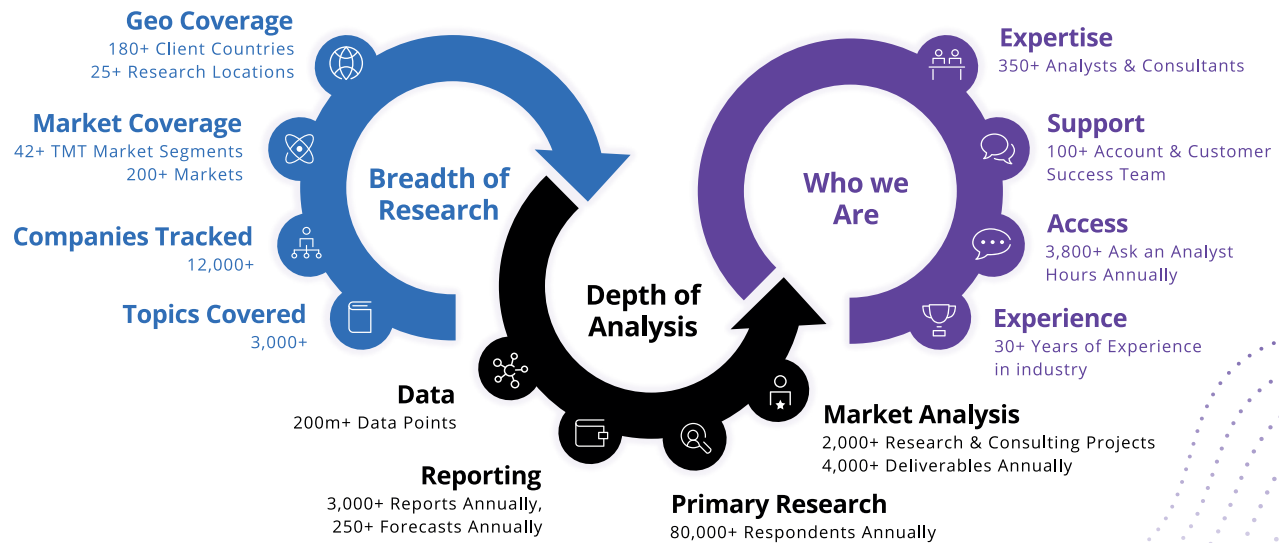 Geo Coverage
180+ Client Countries
25+ Research Locations
Market Coverage
42+ TMT Market Segments
200+ Markets
Companies Tracked
12,000+
Topics Covered
3,000+
Breadth of
Research
Data
200m+ Data Points
Reporting
3,000+ Reports Annually,
250+ Forecasts Annually
Depth of
Analysis
Primary Research
80,000+ Respondents Annually
Market Analysis
2,000+ Research & Consulting Projects
4,000+ Deliverables Annually
Who we
Are
Expertise
350+ Analysts & Consultants
Support
100+ Account & Customer
Success Team
Access
3,800+ Ask an Analyst
Hours Annually
Experience
30+ Years of Experience
in industry